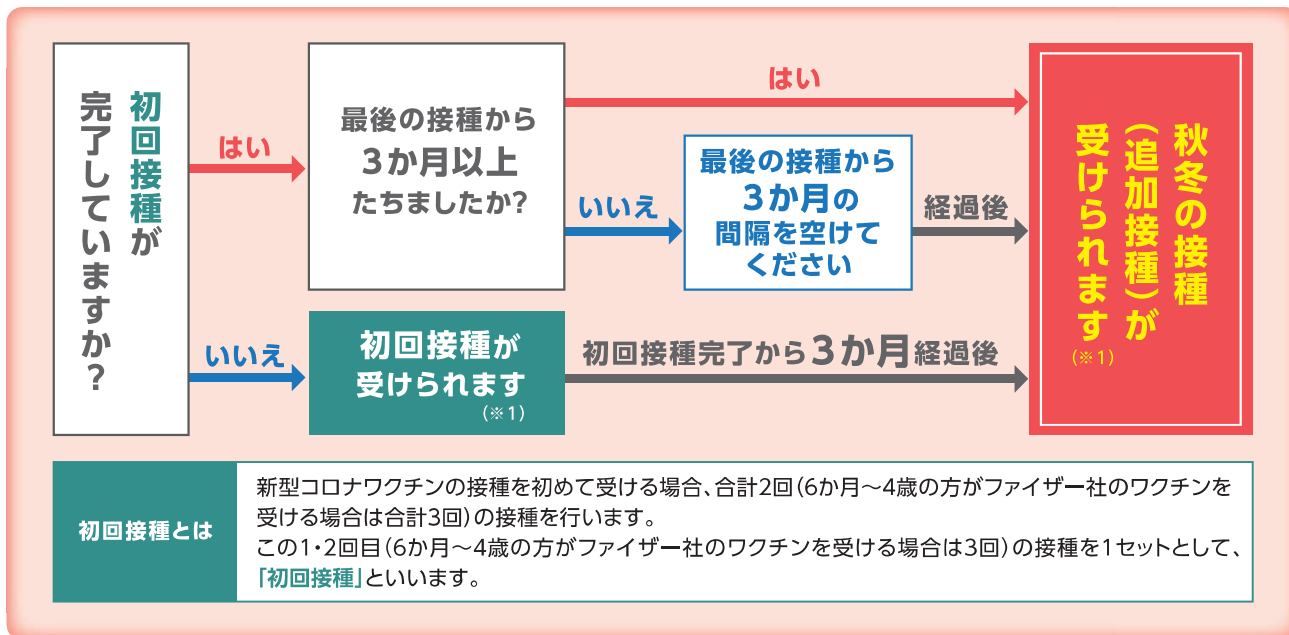 初回接種が
完了していますか?
はい
最後の接種から
3か月以上
たちましたか?
はい
いいえ
最後の接種から
3か月の
間隔を空けて
ください
経過後
いいえ
初回接種が
受けられます
(※1)
初回接種完了から3か月経過後
秋冬の接種
(追加接種)が
受けられます
(※1)
初回接種とは
新型コロナワクチンの接種を初めて受ける場合、合計2回(6か月~4歳の方がファイザー社のワクチンを
受ける場合は合計3回)の接種を行います。
この1・2回目(6か月~4歳の方がファイザー社のワクチンを受ける場合は3回)の接種を1セットとして、
「初回接種」といいます。